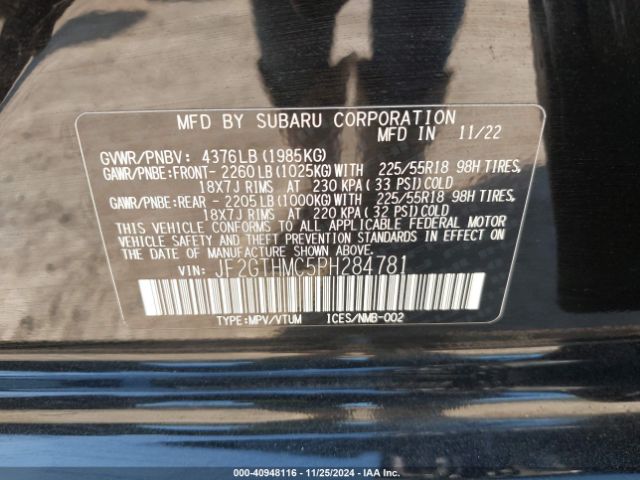 MFD BY SUBARU CORPORATION
MFD IN 11/22
GVWR/PNBV: 4376LB(1985KG)
GAWR/PNBE:FRONT- 2260LB(1025KG)WITH 225/55R18 98H TIRES,
18X7J RIMS AT 230 KPA(33 PSI)COLD
GAWR/PNBE:REAR - 2205LB(1000KG)WITH 225/55R18 98H TIRES,
18X7J RIMS AT 220 KPA(32 PSI)COLD
THIS VEHICLE CONFORMS TO ALL APPLICABLE FEDERAL MOTOR
VEHICLE SAFETY AND THEFT PREVENTION STANDARDS IN EFFECT ON
THE DATE OF MANUFACTURE SHOWN ABOVE.
VIN: JF2GTHMC5PH284781
TYPE:MPV/VTUM ICES/NMB-002
CC - 40948116 - 11/25/2024 - IAA Inc.